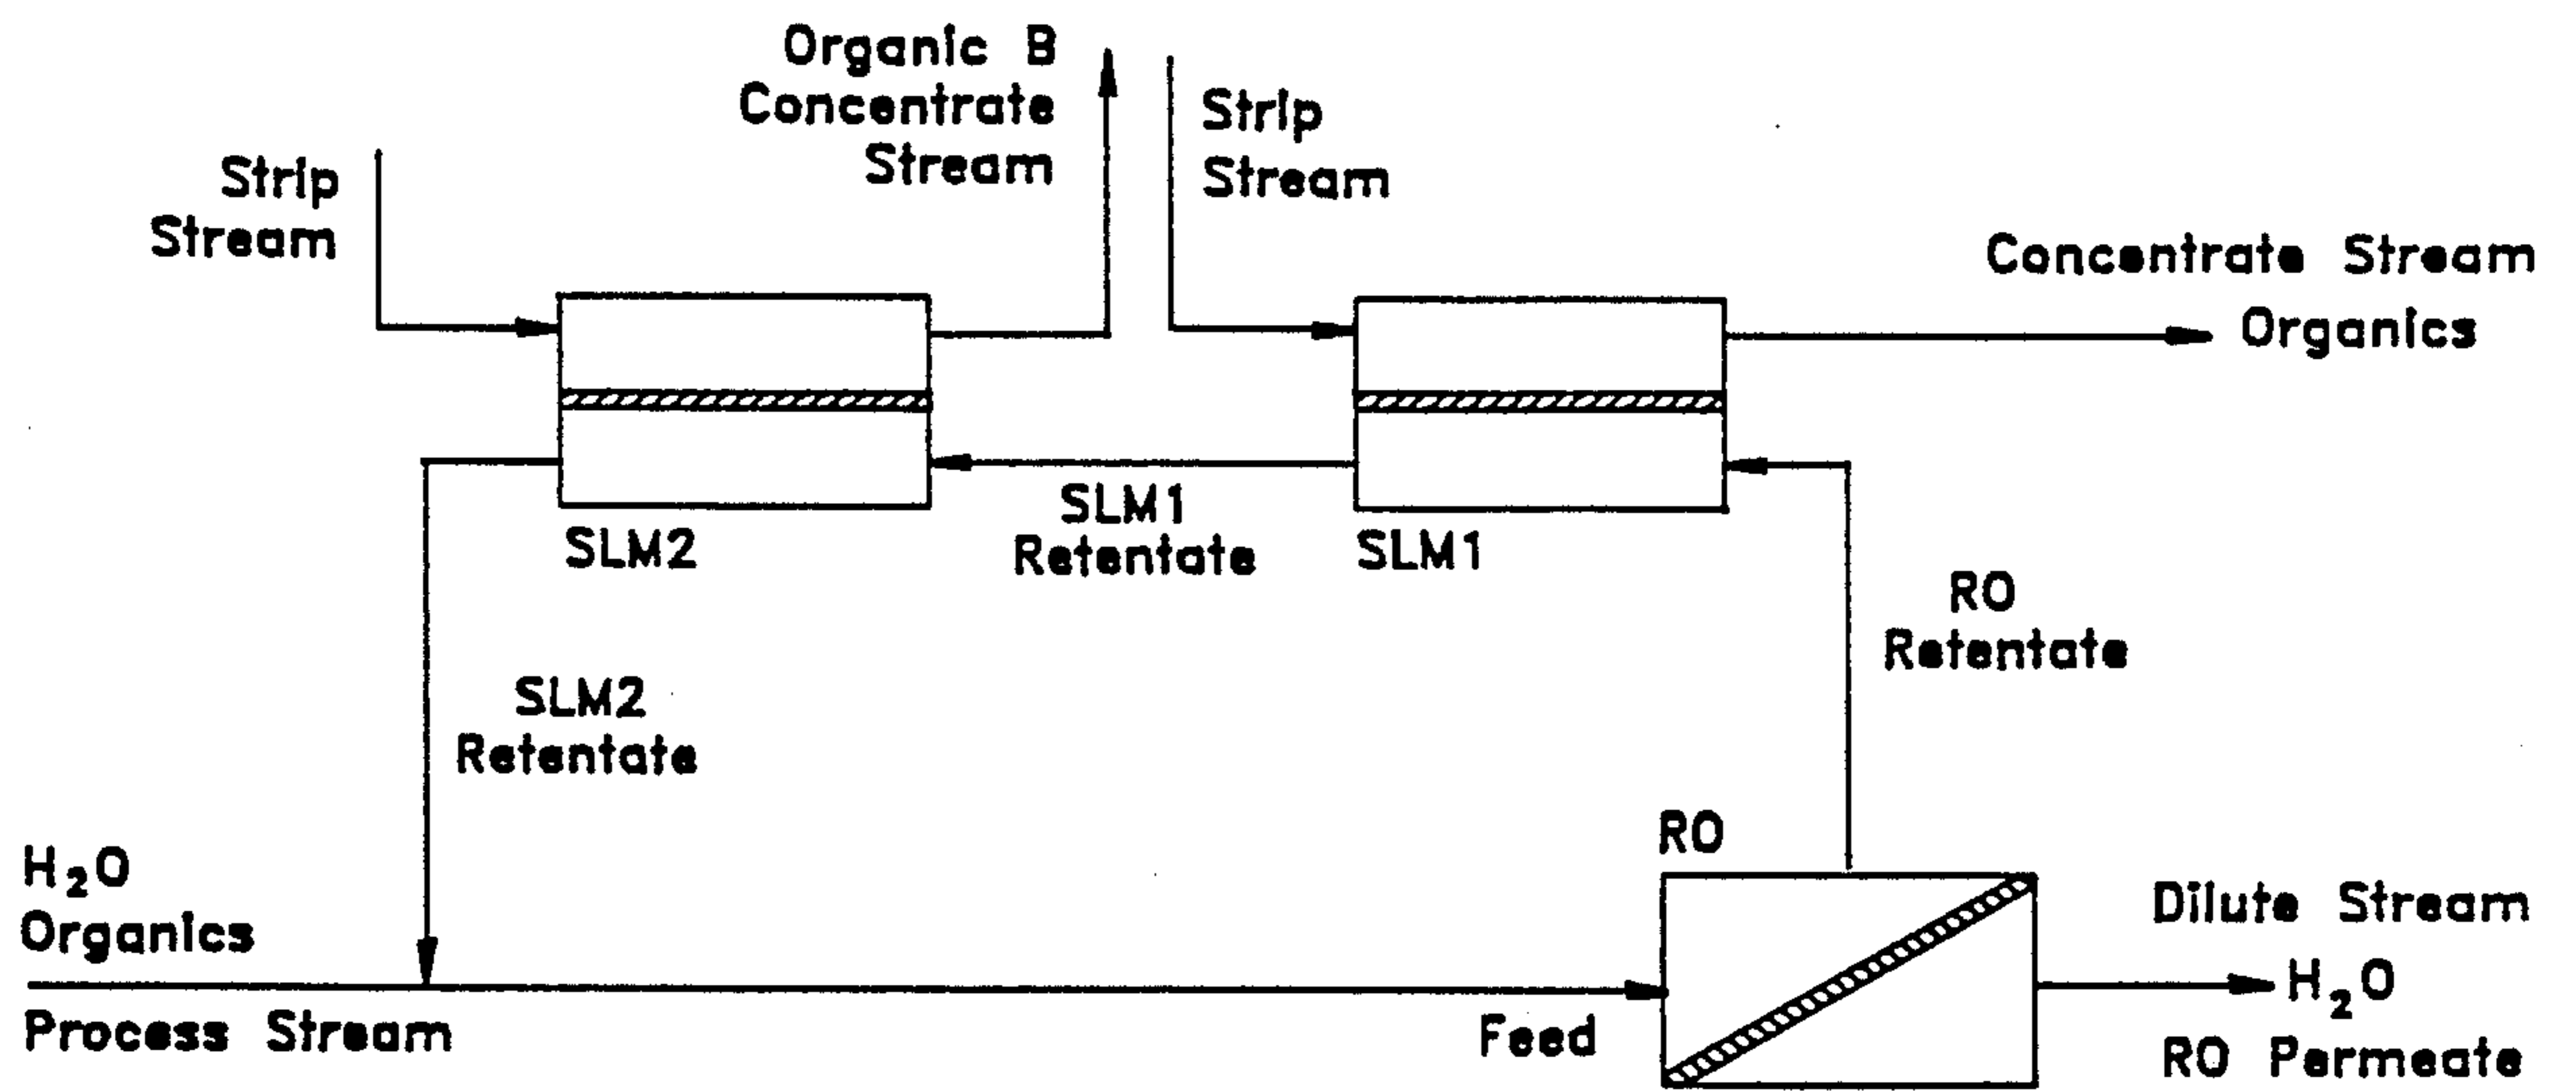 Organic B
Concentrate
Stream
Strip
Stream
Strip
Stream
Concentrate Stream
Organics
SLM2
SLM1
Retentate
SLM1
RO
Retentate
SLM2
Retentate
RO
H₂O
Organics
Process Stream
Feed
Dilute Stream
H₂O
RO Permeate